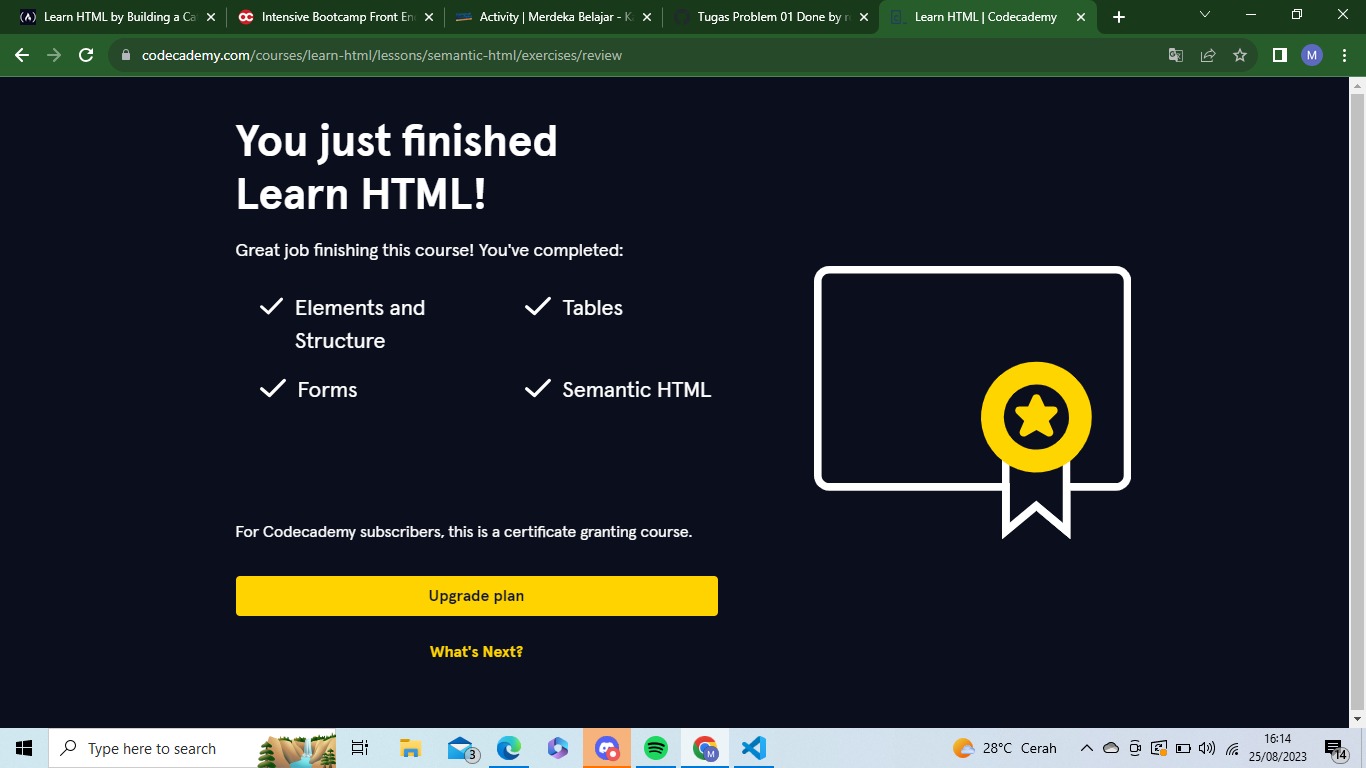 Learn HTML by Building a Ca
Intensive Bootcamp Front En
Activity | Merdeka Belajar - K
Tugas Problem 01 Done by r
Learn HTML | Codecademy
codecademy.com/courses/learn-html/lessons/semantic-html/exercises/review
M
You just finished
Learn HTML!
Great job finishing this course! You've completed:
Elements and
Structure
Tables
Forms
Semantic HTML
For Codecademy subscribers, this is a certificate granting course.
Upgrade plan
What's Next?
Type here to search
3
M
28°C Cerah
16:14
25/08/2023
14